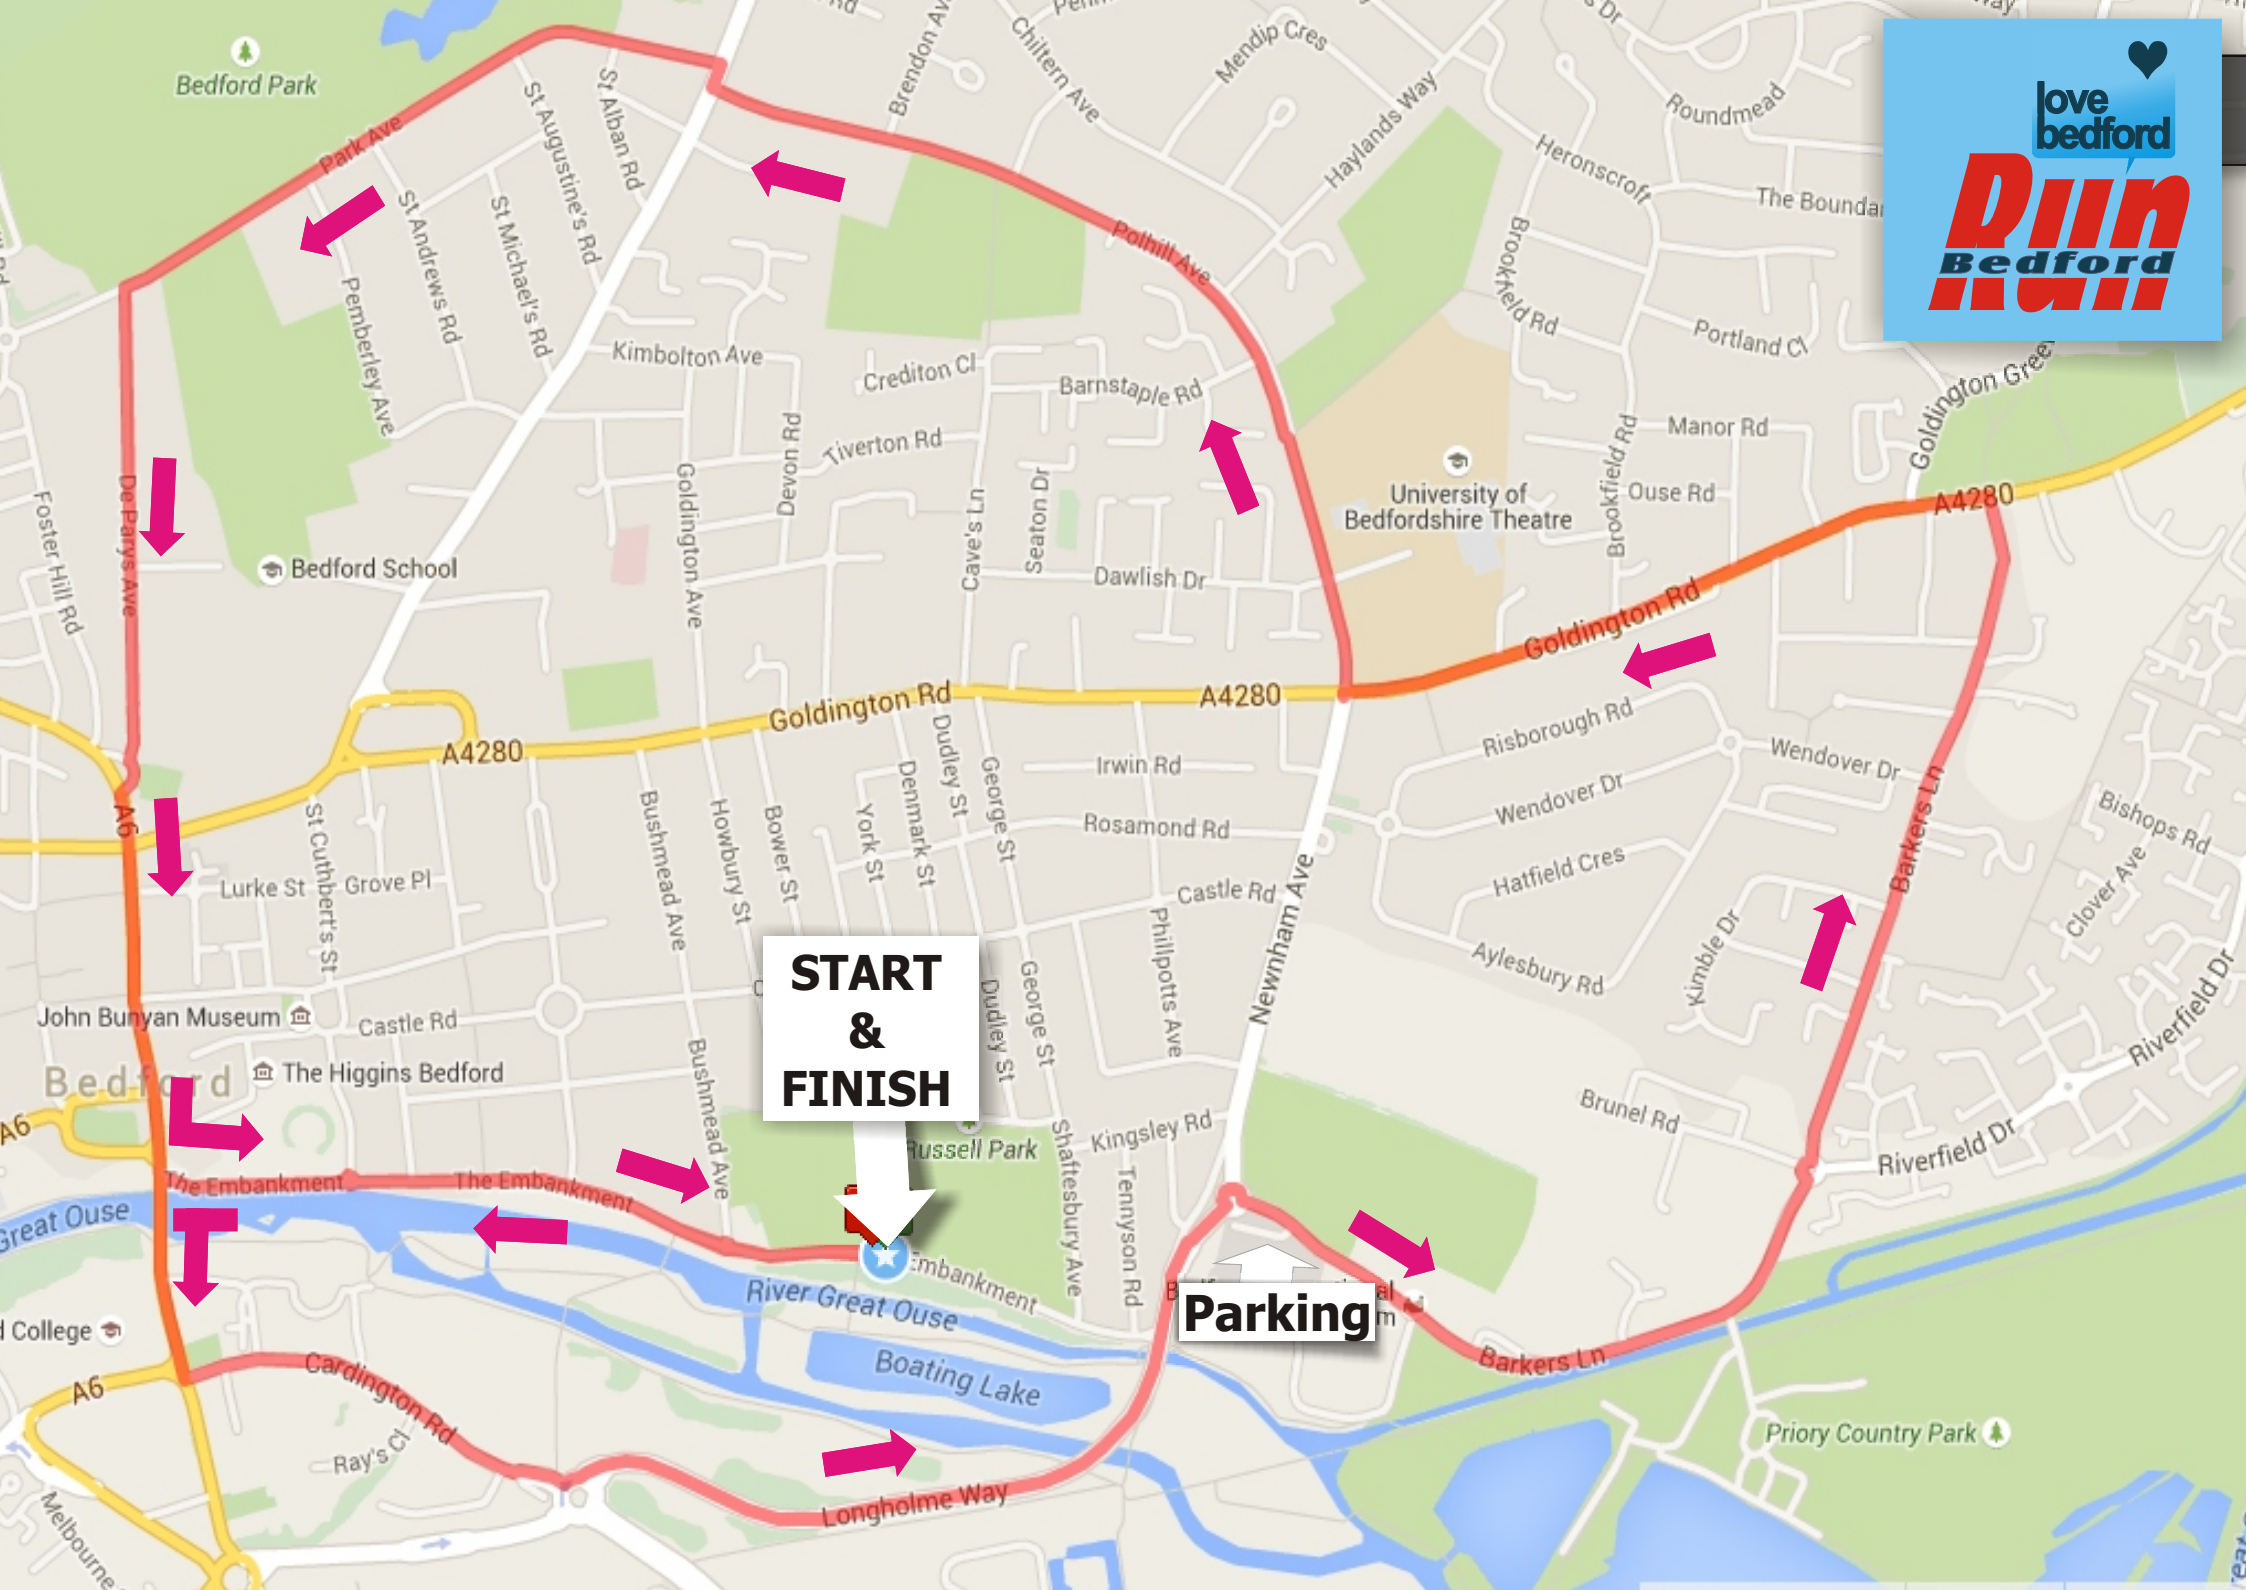 Bedford Park
Park Ave
St Augustine's Rd
St Alban Rd
St Andrews Rd
St Michael's Rd
Pemberley Ave
Brendon Av
Chiltern Ave
Mendip Cres
Haylands Way
Polhill Ave
Heronscroft
Roundmead
The Boundar
Brookfield Rd
Portland Cl
Goldington Green
love
bedford
Run
Bedford
Kimbolton Ave
Crediton Cl
Barnstaple Rd
Tiverton Rd
Devon Rd
Goldington Ave
Cave's Ln
Seaton Dr
Dawlish Dr
University of
Bedfordshire Theatre
Brookfield Rd
Manor Rd
Ouse Rd
A4280
Goldington Rd
De Parys Ave
Foster Hill Rd
Bedford School
Goldington Rd
A4280
A4280
A6
Risborough Rd
Wendover Dr
Wendover Dr
Hatfield Cres
Aylesbury Rd
Kimble Dr
Barkers Ln
Bishops Rd
Clover Ave
Riverfield Dr
Irwin Rd
Rosamond Rd
Castle Rd
Phillpotts Ave
Newnham Ave
Dudley St
George St
Denmark St
York St
Bower St
Howbury St
Bushmead Ave
St Cuthbert's St
Lurke St
Grove Pl
John Bunyan Museum
Castle Rd
Bedford
The Higgins Bedford
A6
START
&
FINISH
Dudley St
George St
Bushmead Ave
Russell Park
Shaftesbury Ave
Kingsley Rd
Tennyson Rd
Brunel Rd
Riverfield Dr
The Embankment
The Embankment
Embankment
Great Ouse
River Great Ouse
Boating Lake
Parking
Barkers Ln
Priory Country Park
d College
A6
Cardington Rd
Ray's Cl
Longholme Way
Melbourne